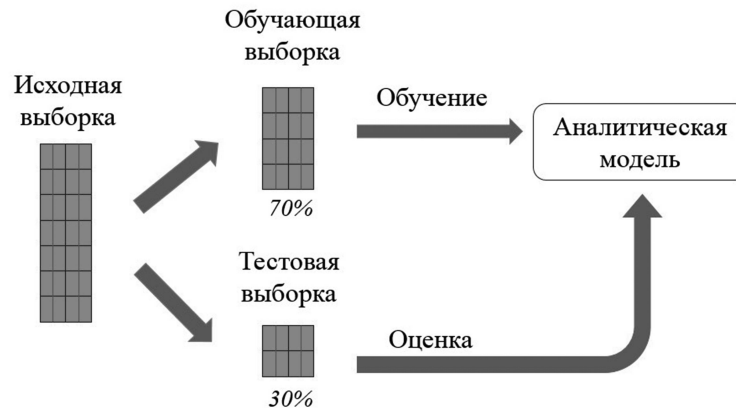 Исходная
выборка
Обучающая
выборка
70%
Тестовая
выборка
30%
Обучение
Оценка
Аналитическая
модель